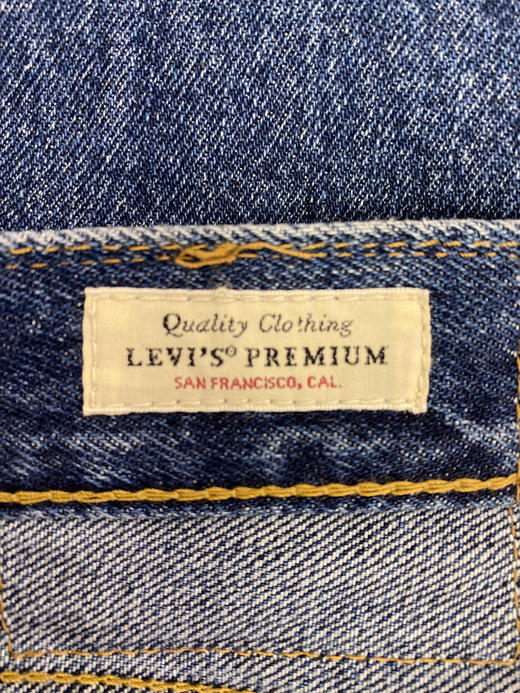 Quality Clothing
LEVI'S® PREMIUM
SAN FRANCISCO, CAL.